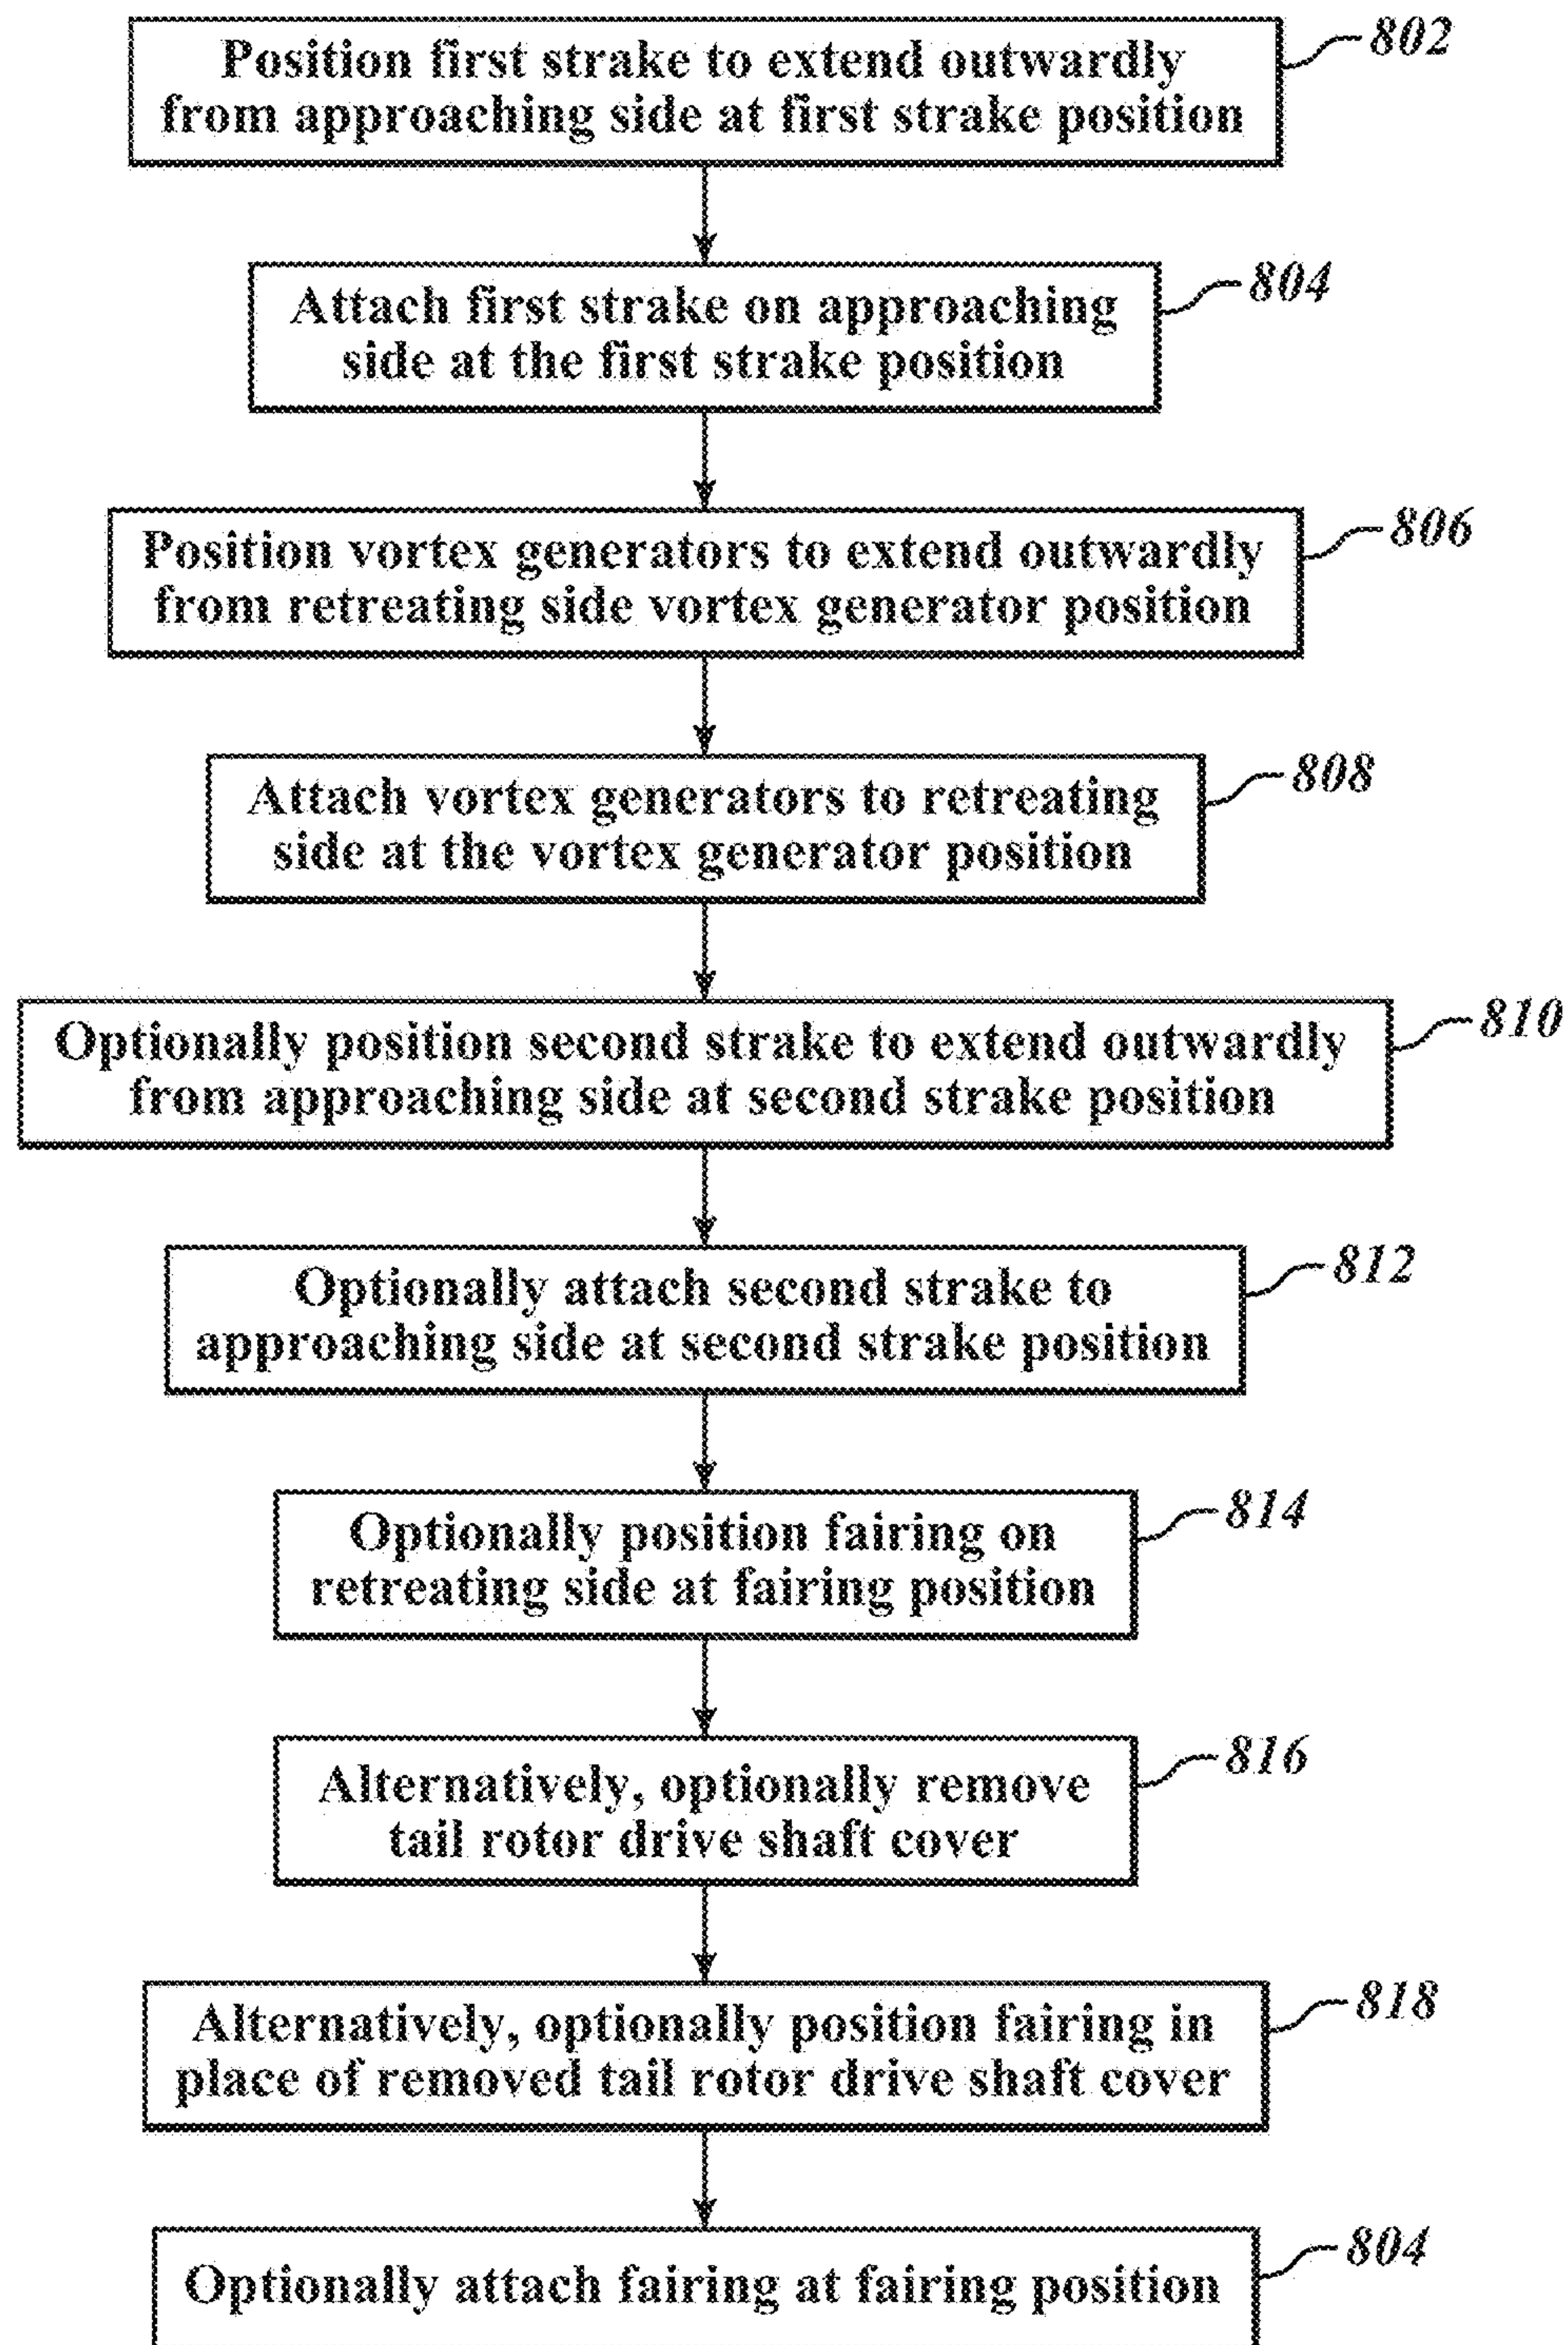 Position first strake to extend outwardly
from approaching side at first strake position
802
Attach first strake on approaching
side at the first strake position
804
Position vortex generators to extend outwardly
from retreating side vortex generator position
806
Attach vortex generators to retreating
side at the vortex generator position
808
Optionally position second strake to extend outwardly
from approaching side at second strake position
810
Optionally attach second strake to
approaching side at second strake position
812
Optionally position fairing on
retreating side at fairing position
814
Alternatively, optionally remove
tail rotor drive shaft cover
816
Alternatively, optionally position fairing in
place of removed tail rotor drive shaft cover
818
Optionally attach fairing at fairing position
804